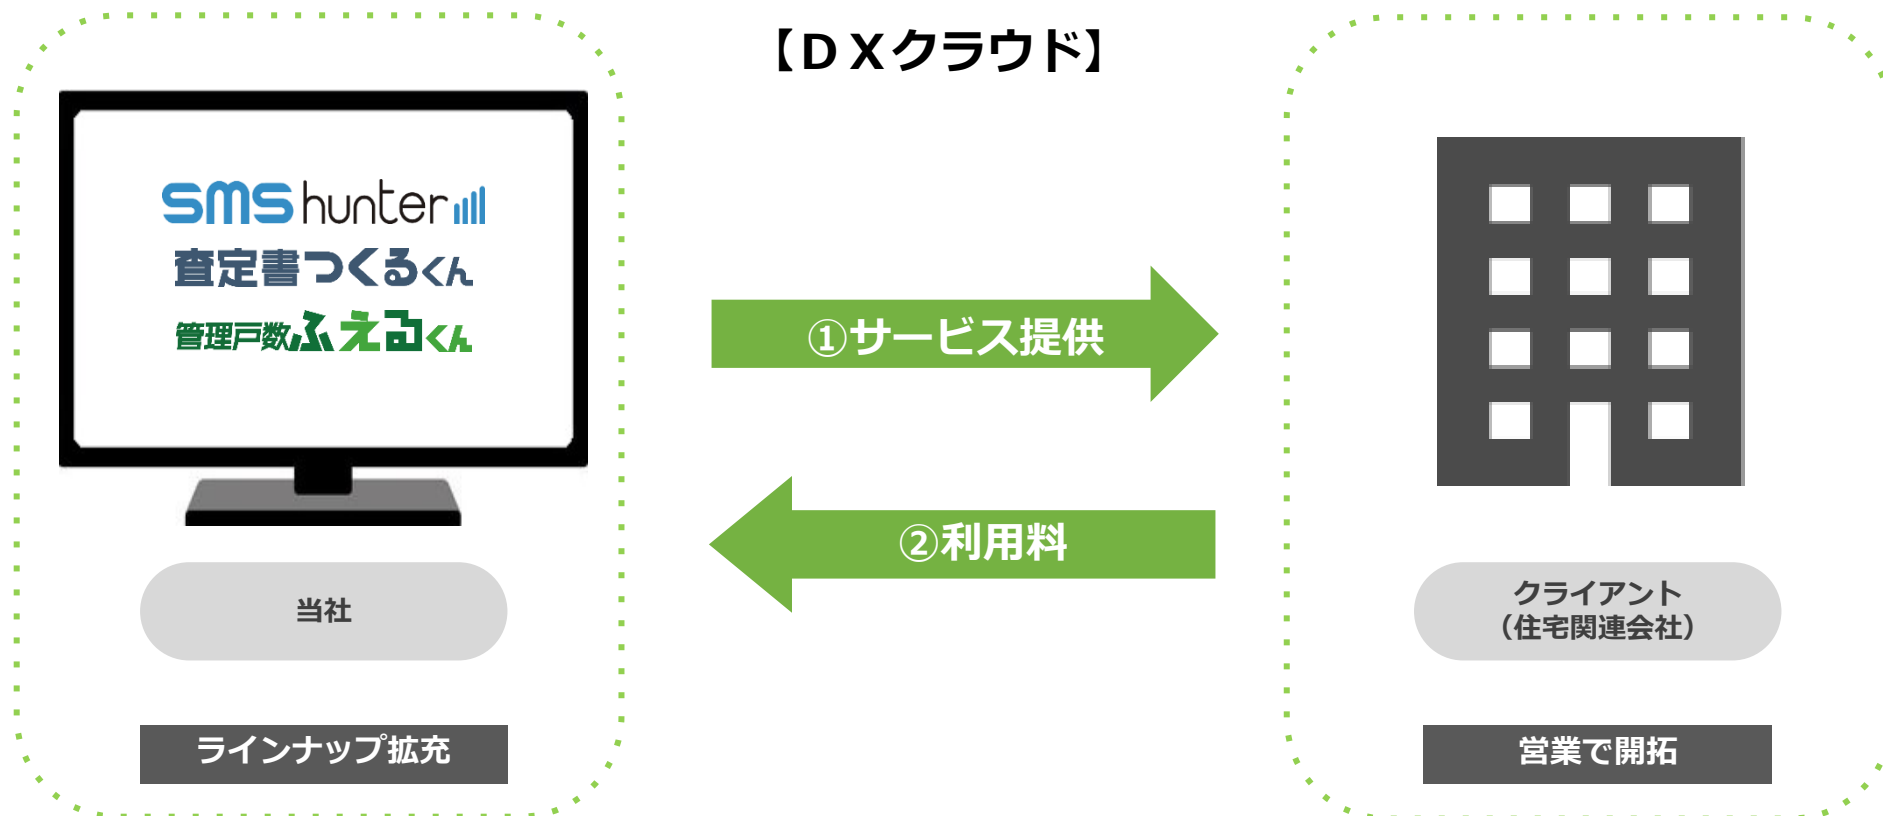 【ＤＸクラウド】
SMS hunter
査定書つくるくん
管理戸数ふえるくん
①サービス提供
②利用料
当社
クライアント
（住宅関連会社）
ラインナップ拡充
営業で開拓